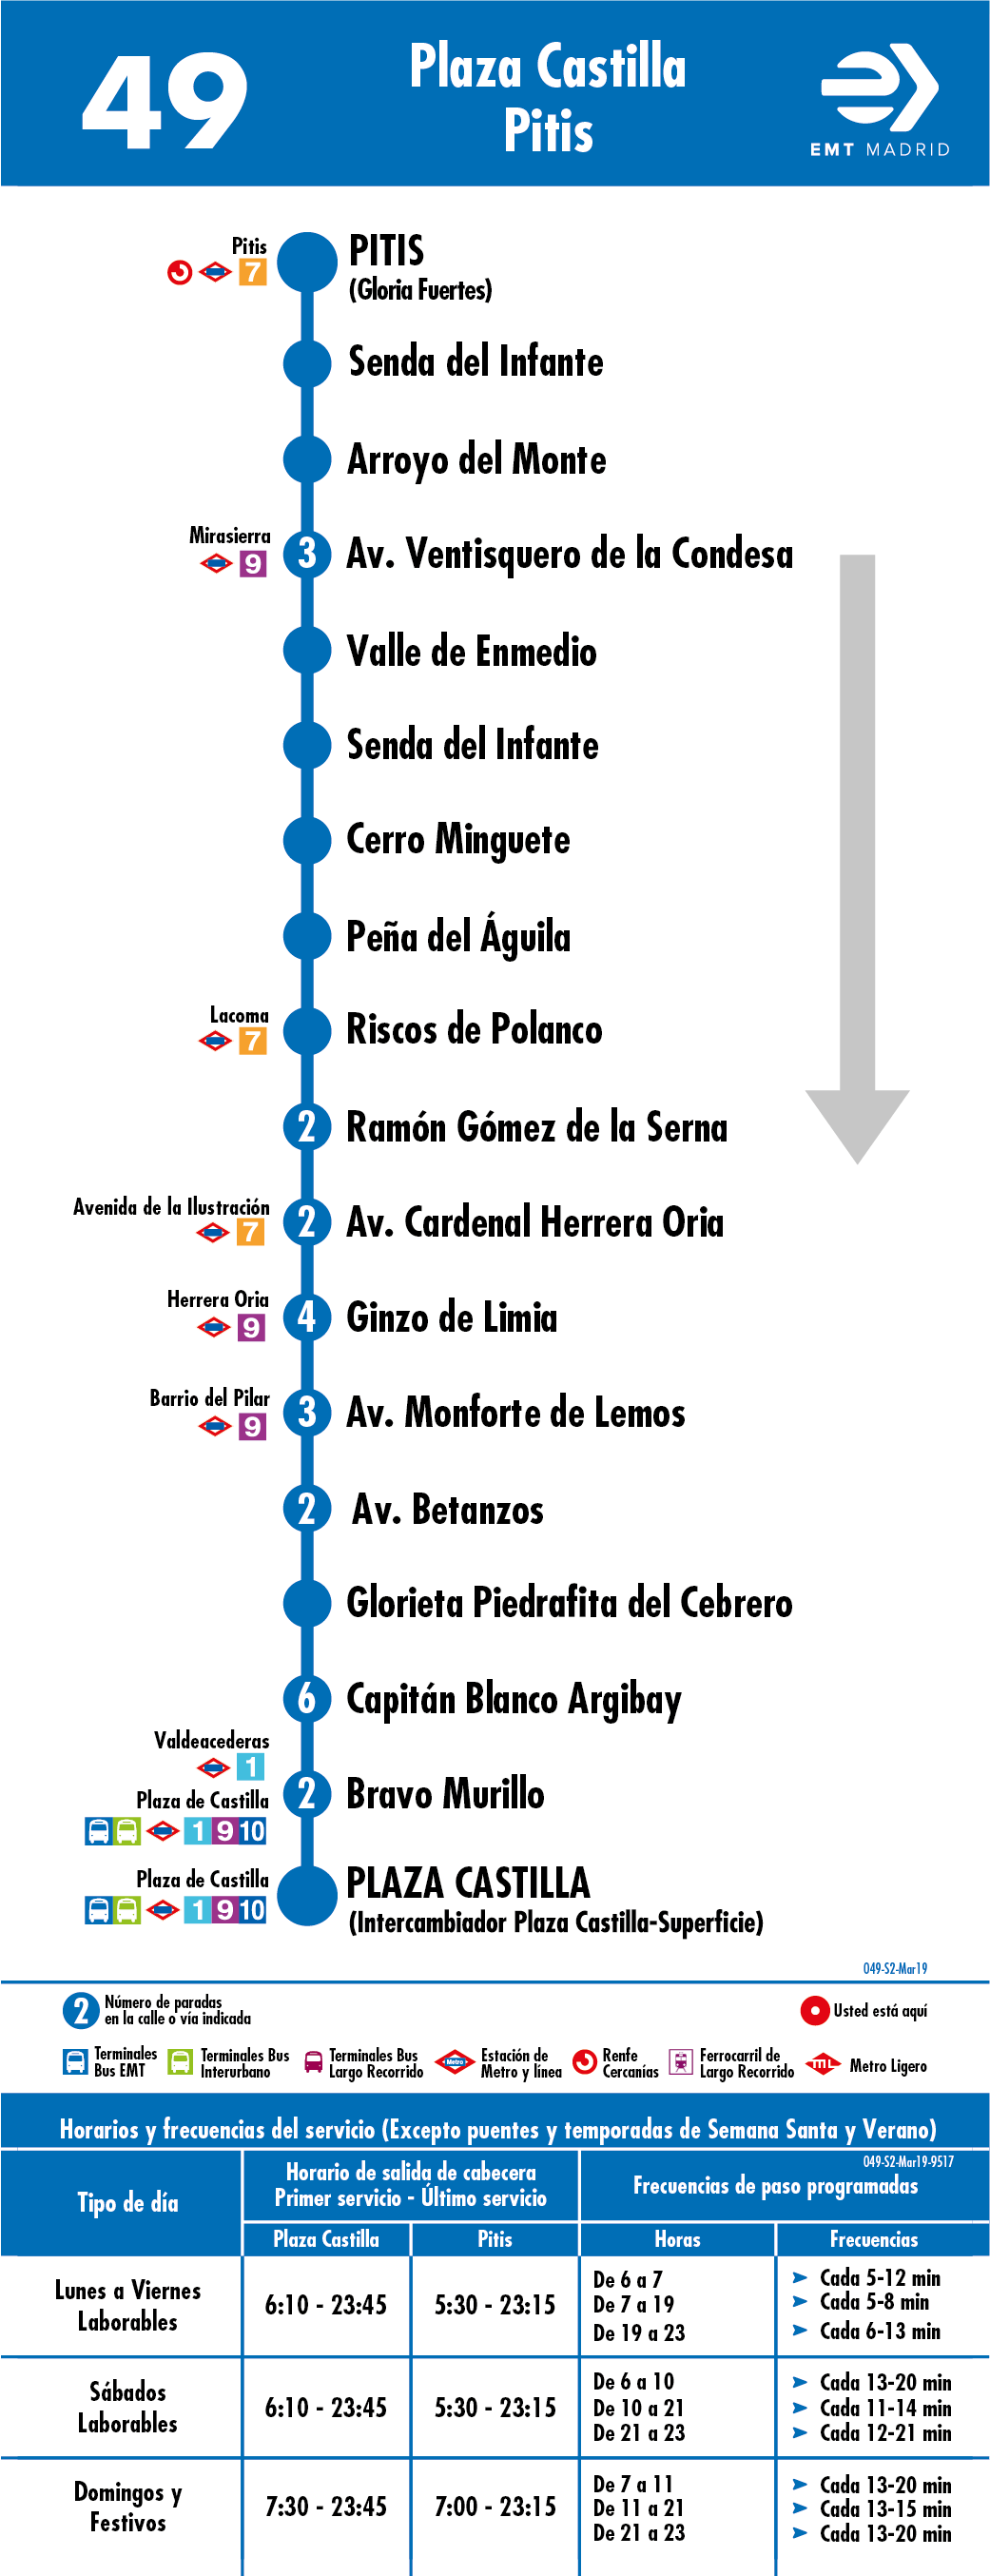 49
Plaza Castilla
Pitis
EMT MADRID
Pitis
7
PITIS
(Gloria Fuertes)
Senda del Infante
Arroyo del Monte
Mirasierra
9
3
Av. Ventisquero de la Condesa
Valle de Enmedio
Senda del Infante
Cerro Minguete
Peña del Águila
Lacoma
7
Riscos de Polanco
2
Ramón Gómez de la Serna
Avenida de la Ilustración
7
2
Av. Cardenal Herrera Oria
Herrera Oria
9
4
Ginzo de Limia
Barrio del Pilar
9
3
Av. Monforte de Lemos
2
Av. Betanzos
Glorieta Piedrafita del Cebrero
6
Capitán Blanco Argibay
Valdeacederas
1
Plaza de Castilla
1 9 10
2
Bravo Murillo
Plaza de Castilla
1 9 10
PLAZA CASTILLA
(Intercambiador Plaza Castilla-Superficie)
049-S2-Mar19
2
Número de paradas
en la calle o vía indicada
Usted está aquí
Terminales
Bus EMT
Terminales Bus
Interurbano
Terminales Bus
Largo Recorrido
Metro
Estación de
Metro y línea
Renfe
Cercanías
Ferrocarril de
Largo Recorrido
ML
Metro Ligero
Horarios y frecuencias del servicio (Excepto puentes y temporadas de Semana Santa y Verano)
049-S2-Mar19-9517
Tipo de día
Horario de salida de cabecera
Primer servicio - Último servicio
Frecuencias de paso programadas
Plaza Castilla
Pitis
Horas
Frecuencias
Lunes a Viernes
Laborables
6:10 - 23:45
5:30 - 23:15
De 6 a 7
Cada 5-12 min
De 7 a 19
Cada 5-8 min
De 19 a 23
Cada 6-13 min
Sábados
Laborables
6:10 - 23:45
5:30 - 23:15
De 6 a 10
Cada 13-20 min
De 10 a 21
Cada 11-14 min
De 21 a 23
Cada 12-21 min
Domingos y
Festivos
7:30 - 23:45
7:00 - 23:15
De 7 a 11
Cada 13-20 min
De 11 a 21
Cada 13-15 min
De 21 a 23
Cada 13-20 min